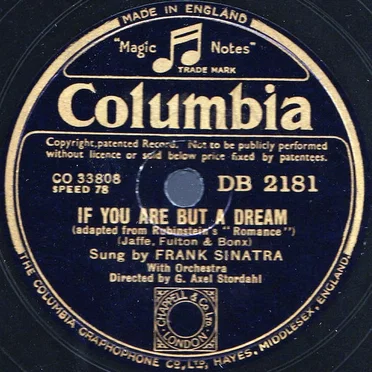 MADE IN ENGLAND
"Magic Notes"
TRADE MARK
Columbia
Copyright, patented Record. Not to be publicly performed
without licence or sold below price fixed by patentees.
CO 33808
SPEED 78
DB 2181
IF YOU ARE BUT A DREAM
(adapted from Rubinstein's "Romance")
(Jaffe, Fulton & Bonx)
Sung by FRANK SINATRA
With Orchestra
Directed by G. Axel Stordahl
CHAPPELL & Co. Ltd.
LONDON
THE COLUMBIA GRAPHOPHONE CO., LTD, HAYES, MIDDLESEX, ENGLAND.